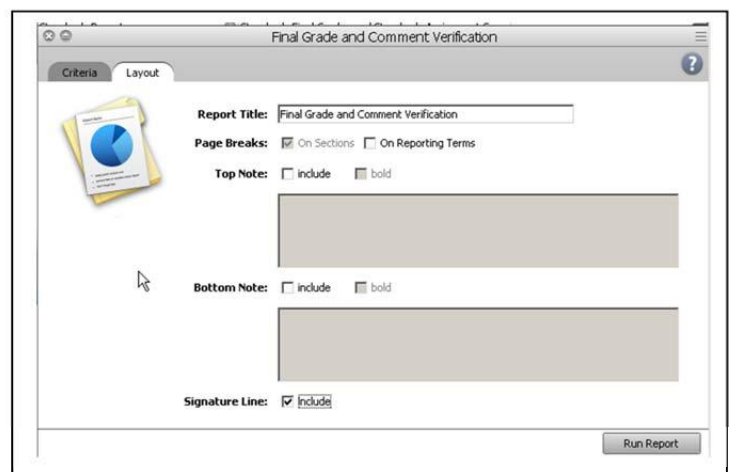 Final Grade and Comment Verification
Criteria Layout
Report Title: Final Grade and Comment Verification
Page Breaks: On Sections On Reporting Terms
Top Note: include bold
Bottom Note: include bold
Signature Line: Include
Run Report